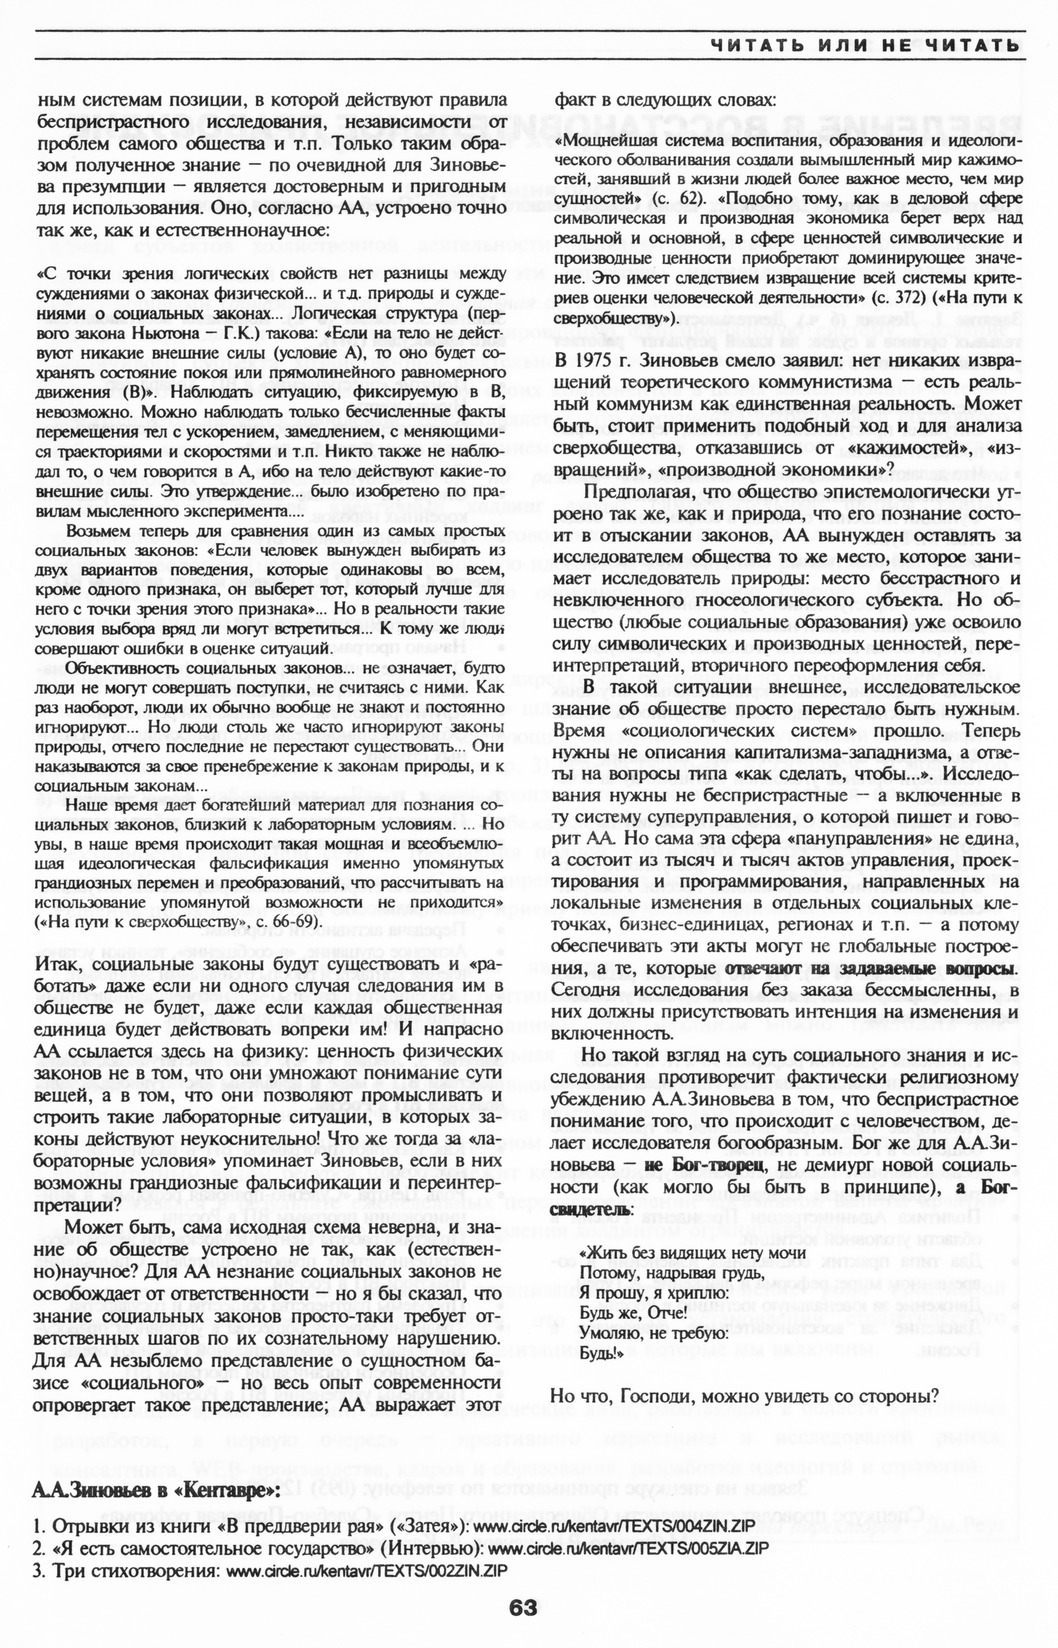 ЧИТАТЬ ИЛИ НЕ ЧИТАТЬ
ным системам позиции, в которой действуют правила
беспристрастного исследования, независимости от
проблем самого общества и т.п. Только таким обра-
зом полученное знание — по очевидной для Зиновье-
ва презумпции — является достоверным и пригодным
для использования. Оно, согласно АА, устроено точно
так же, как и естественнонаучное:
«С точки зрения логических свойств нет разницы между
суждениями о законах физической... и т.д. природы и сужде-
ниями о социальных законах... Логическая структура (пер-
вого закона Ньютона — Г.К.) такова: «Если на тело не дейст-
вуют никакие внешние силы (условие А), то оно будет со-
хранять состояние покоя или прямолинейного равномерного
движения (В)». Наблюдать ситуацию, фиксируемую в В,
невозможно. Можно наблюдать только бесчисленные факты
перемещения тел с ускорением, замедлением, с меняющими-
ся траекториями и скоростями и т.п. Никто также не наблю-
дал то, о чем говорится в А, ибо на тело действуют какие-то
внешние силы. Это утверждение... было изобретено по пра-
вилам мысленного эксперимента....
Возьмем теперь для сравнения один из самых простых
социальных законов: «Если человек вынужден выбирать из
двух вариантов поведения, которые одинаковы во всем,
кроме одного признака, он выберет тот, который лучше для
него с точки зрения этого признака»... Но в реальности такие
условия выбора вряд ли могут встретиться... К тому же люди
совершают ошибки в оценке ситуаций.
Объективность социальных законов... не означает, будто
люди не могут совершать поступки, не считаясь с ними. Как
раз наоборот, люди их обычно вообще не знают и постоянно
игнорируют... Но люди так же часто игнорируют законы
природы, отчего последние не перестают существовать... Они
наказываются за свое пренебрежение к законам природы, и к
социальным законам...
Наше время дает богатейший материал для познания со-
циальных законов, близкий к лабораторным условиям. ... Но
увы, в наше время происходит такая мощная и всеобъемлю-
щая идеологическая фальсификация именно упомянутых
грандиозных перемен и преобразований, что рассчитывать на
использование упомянутой возможности не приходится»
(«На пути к сверхобществу», с. 66-69).
Итак, социальные законы будут существовать и «ра-
ботать» даже если ни одного случая следования им в
обществе не будет, даже если каждая общественная
единица будет действовать вопреки им! И напрасно
АА ссылается здесь на физику: ценность физических
законов не в том, что они умножают понимание сути
вещей, а в том, что они позволяют промысливать и
строить такие лабораторные ситуации, в которых за-
коны действуют неукоснительно! Что же тогда за «ла-
бораторные условия» упоминает Зиновьев, если в них
возможны грандиозные фальсификации и переинтер-
претации?
Может быть, сама исходная схема неверна, и зна-
ние об обществе устроено не так, как (естествен-
но)научное? Для АА незнание социальных законов не
освобождает от ответственности — но я бы сказал, что
знание социальных законов просто-таки требует от-
ветственных шагов по их сознательному нарушению.
Для АА незыблемо представление о сущностном ба-
зисе «социального» — но весь опыт современности
опровергает такое представление; АА выражает этот
факт в следующих словах:
«Мощнейшая система воспитания, образования и идеологи-
ческого оболванивания создали вымышленный мир кажимо-
стей, занявший в жизни людей более важное место, чем мир
сущностей» (с. 62). «Подобно тому, как в деловой сфере
символическая и производная экономика берет верх над
реальной и основной, в сфере ценностей символические и
производные ценности приобретают доминирующее значе-
ние. Это имеет следствием извращение всей системы крите-
риев оценки человеческой деятельности» (с. 372) («На пути к
сверхобществу»).
В 1975 г. Зиновьев смело заявил: нет никаких извра-
щений теоретического коммунистизма — есть реаль-
ный коммунизм как единственная реальность. Может
быть, стоит применить подобный ход и для анализа
сверхобщества, отказавшись от «кажимостей», «из-
вращений», «производной экономики»?
Предполагая, что общество эпистемологически уст-
роено так же, как и природа, что его познание состо-
ит в отыскании законов, АА вынужден оставлять за
исследователем общества то же место, которое зани-
мает исследователь природы: место бесстрастного и
невключенного гносеологического субъекта. Но об-
щество (любые социальные образования) уже освоило
силу символических и производных ценностей, пере-
интерпретаций, вторичного переоформления себя.
В такой ситуации внешнее, исследовательское
знание об обществе просто перестало быть нужным.
Время «социологических систем» прошло. Теперь
нужны не описания капитализма-западнизма, а отве-
ты на вопросы типа «как сделать, чтобы...». Исследо-
вания нужны не беспристрастные — а включенные в
ту систему суперуправления, о которой пишет и гово-
рит АА. Но сама эта сфера «пануправления» не едина,
а состоит из тысяч и тысяч актов управления, проек-
тирования и программирования, направленных на
локальные изменения в отдельных социальных кле-
точках, бизнес-единицах, регионах и т.п. — а потому
обеспечивать эти акты могут не глобальные построе-
ния, а те, которые отвечают на задаваемые вопросы.
Сегодня исследования без заказа бессмысленны, в
них должны присутствовать интенция на изменения и
включенность.
Но такой взгляд на суть социального знания и ис-
следования противоречит фактически религиозному
убеждению А.А.Зиновьева в том, что беспристрастное
понимание того, что происходит с человечеством, де-
лает исследователя богообразным. Бог же для А.А.Зи-
новьева — не Бог-творец, не демиург новой социаль-
ности (как могло бы быть в принципе), а Бог-
свидетель:
«Жить без видящих нету мочи
Потому, надрывая грудь,
Я прошу, я хриплю:
Будь же, Отче!
Умоляю, не требую:
Будь!»
Но что, Господи, можно увидеть со стороны?
А.А.Зиновьев в «Кентавре»:
1. Отрывки из книги «В преддверии рая» («Затея»): www.circle.ru/kentavr/TEXTS/004ZIN.ZIP
2. «Я есть самостоятельное государство» (Интервью): www.circle.ru/kentavr/TEXTS/005ZIA.ZIP
3. Три стихотворения: www.circle.ru/kentavr/TEXTS/002ZIN.ZIP
63